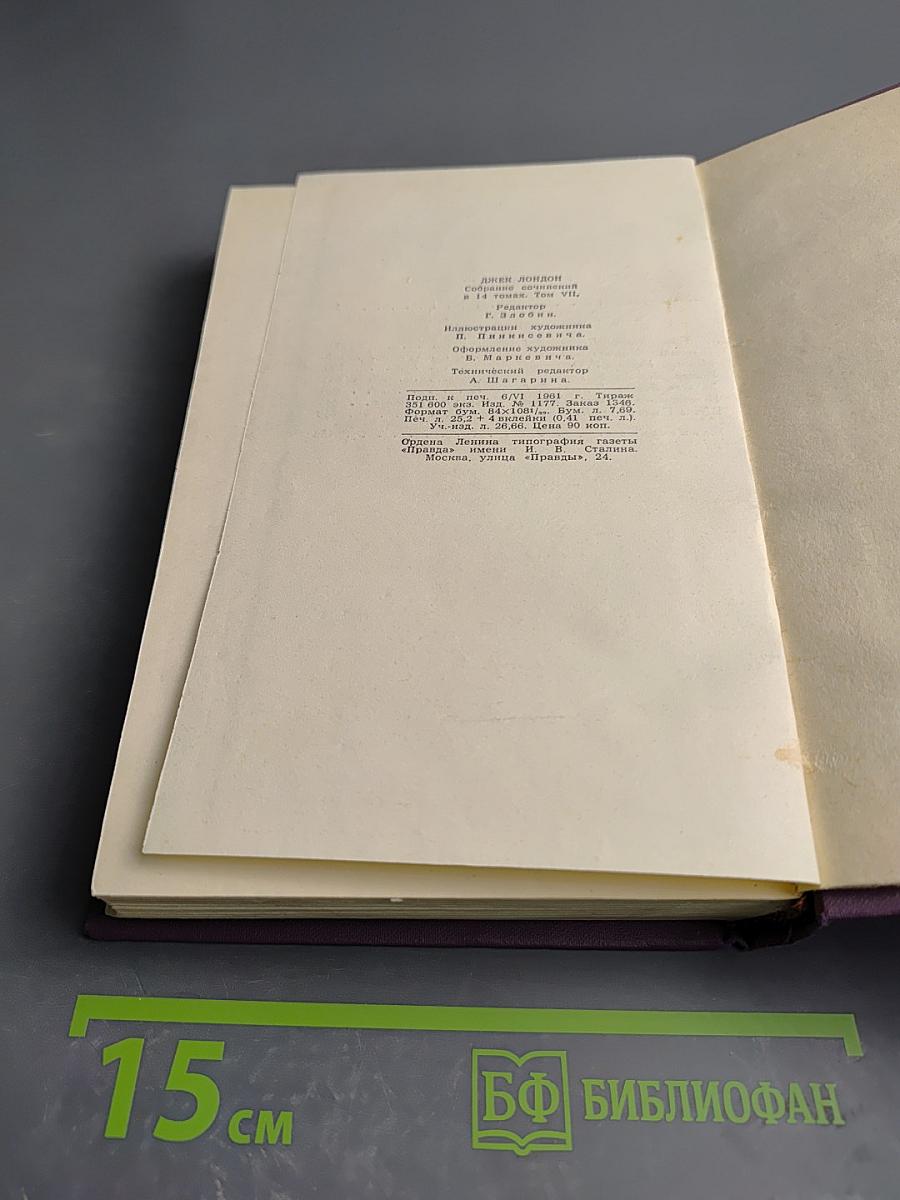 ДЖЕК ЛОНДОН
Собрание сочинений
в 14 томах. Том VII.
Редактор
Г. Злобин.
Иллюстрации художника
П. Пинкисевича.
Оформление художника
В. Маркевича.
Технический редактор
А. Шагарина.
Подп. к печ. 6/VI 1961 г. Тираж
351 600 экз. Изд. № 1177. Заказ 1346.
Формат бум. 84×108¹/₃₂. Бум. л. 7,69.
Печ. л. 25,2 + 4 вклейки (0,41 печ. л.).
Уч.-изд. л. 26,66. Цена 90 коп.
Ордена Ленина типография газеты
«Правда» имени И. В. Сталина.
Москва, улица «Правды», 24.
15 см
БФ БИБЛИОФАН